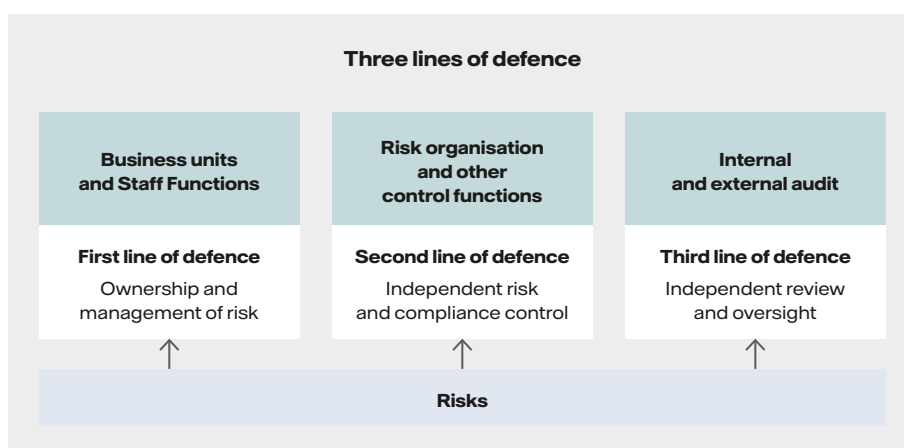 Three lines of defence
Business units
and Staff Functions
First line of defence
Ownership and
management of risk
Risk organisation
and other
control functions
Second line of defence
Independent risk
and compliance control
Internal
and external audit
Third line of defence
Independent review
and oversight
Risks